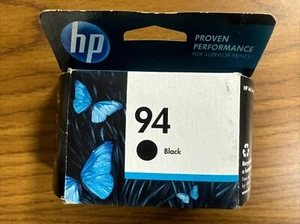 hp
PROVEN
PERFORMANCE
FOR SUPERIOR PRINTS
94
Black